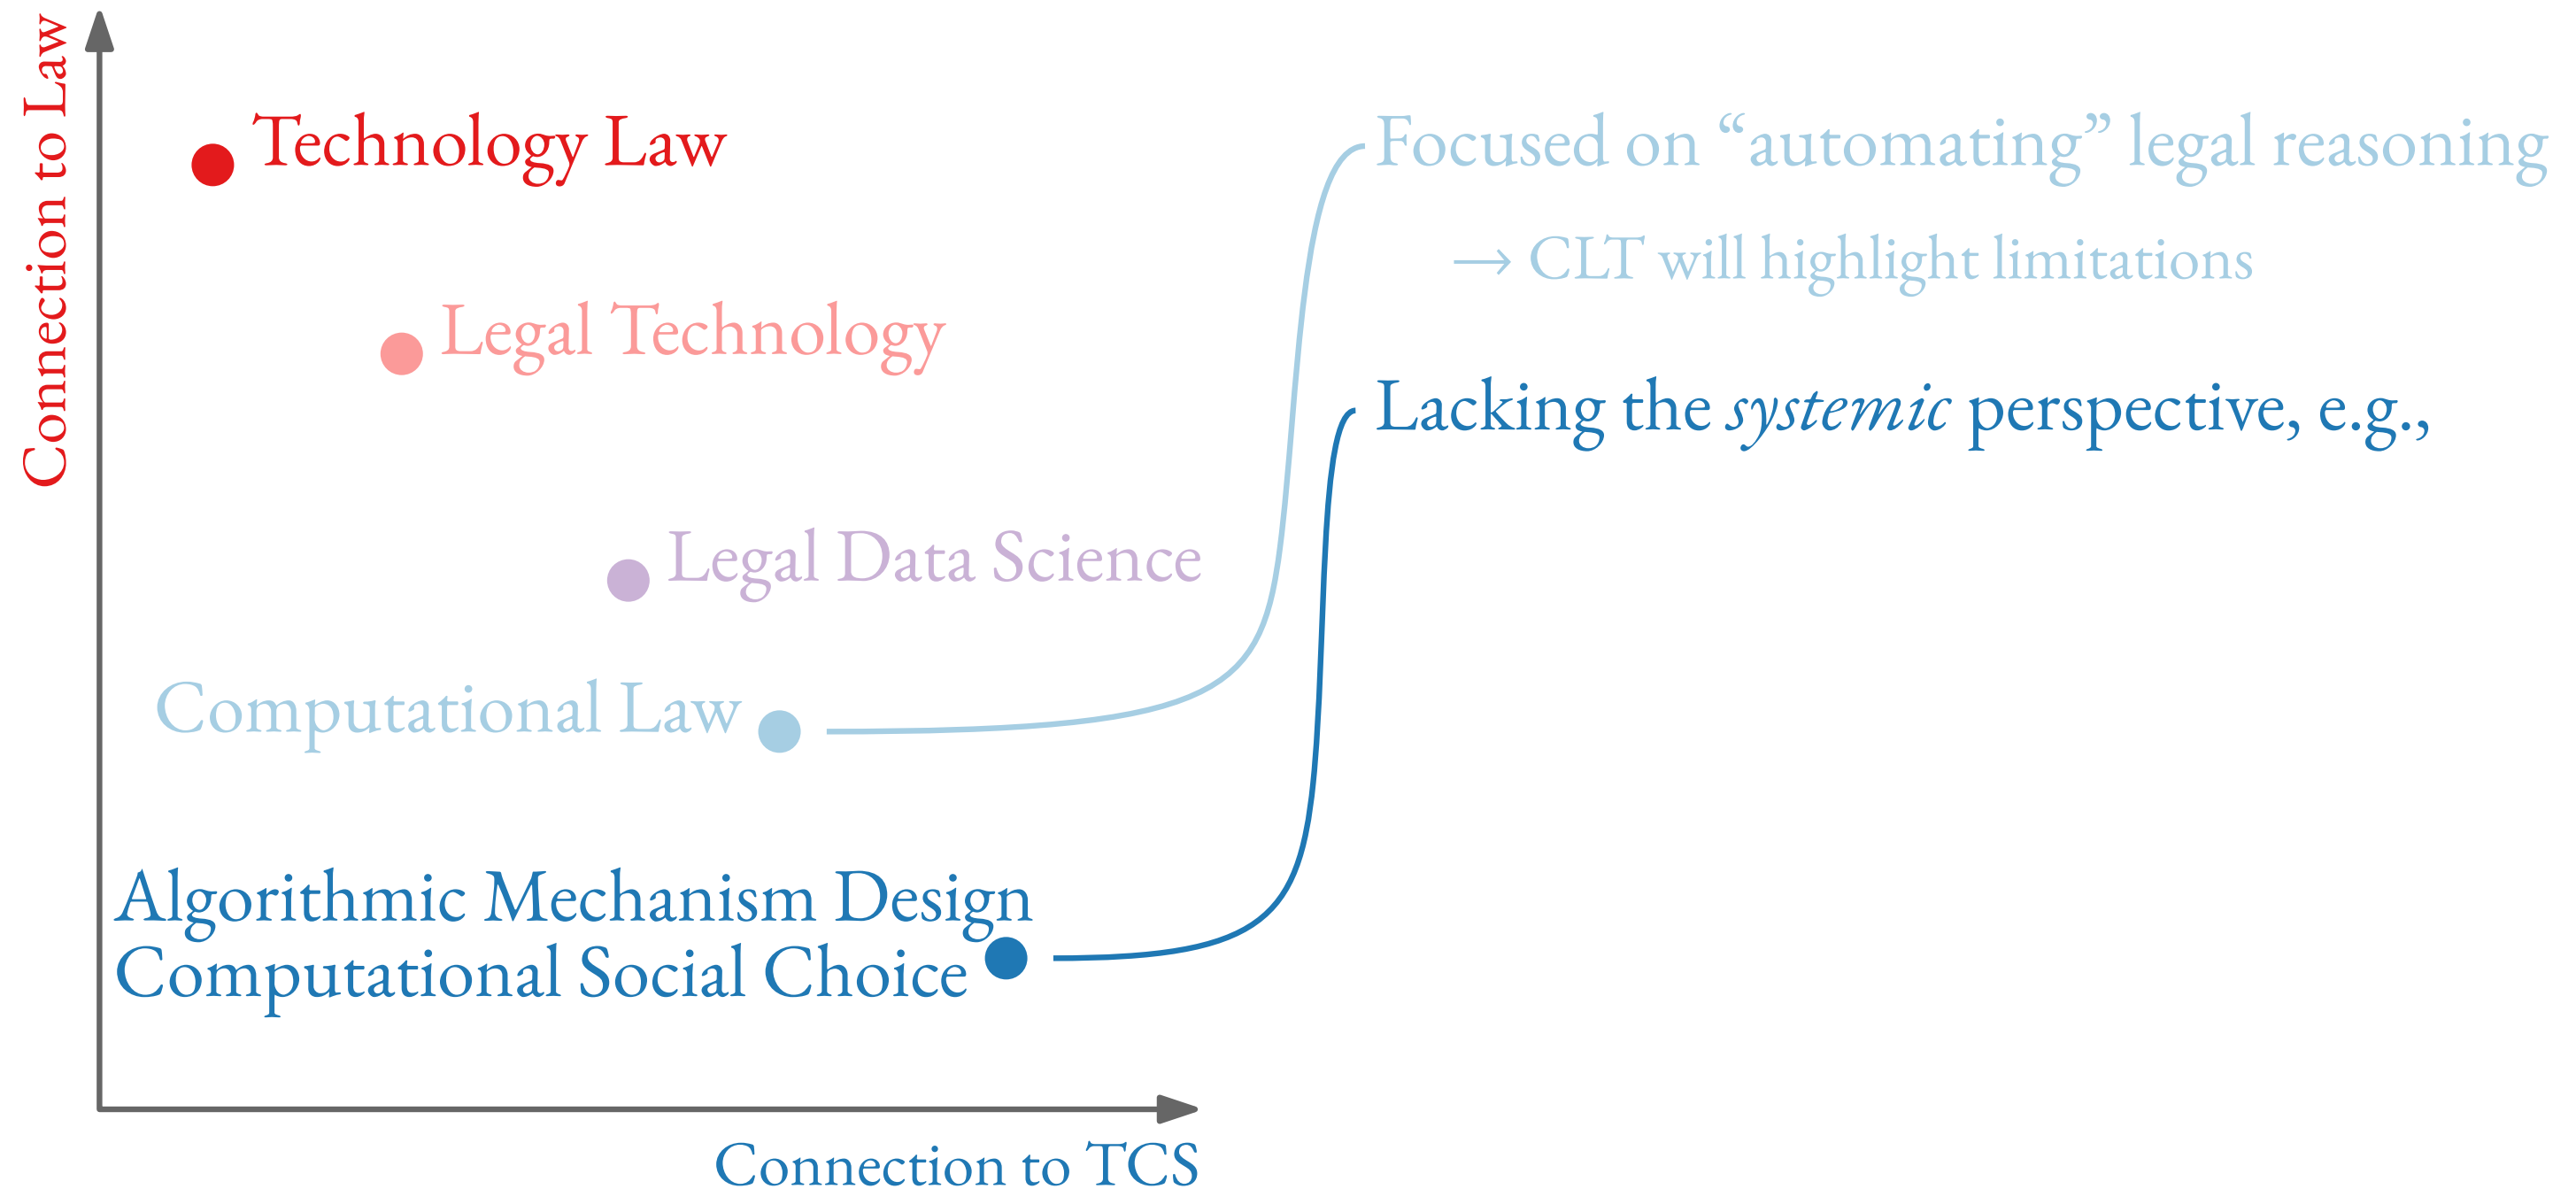 Connection to Law
Technology Law
Legal Technology
Legal Data Science
Computational Law
Algorithmic Mechanism Design
Computational Social Choice
Connection to TCS
Focused on “automating” legal reasoning
→ CLT will highlight limitations
Lacking the systemic perspective, e.g.,